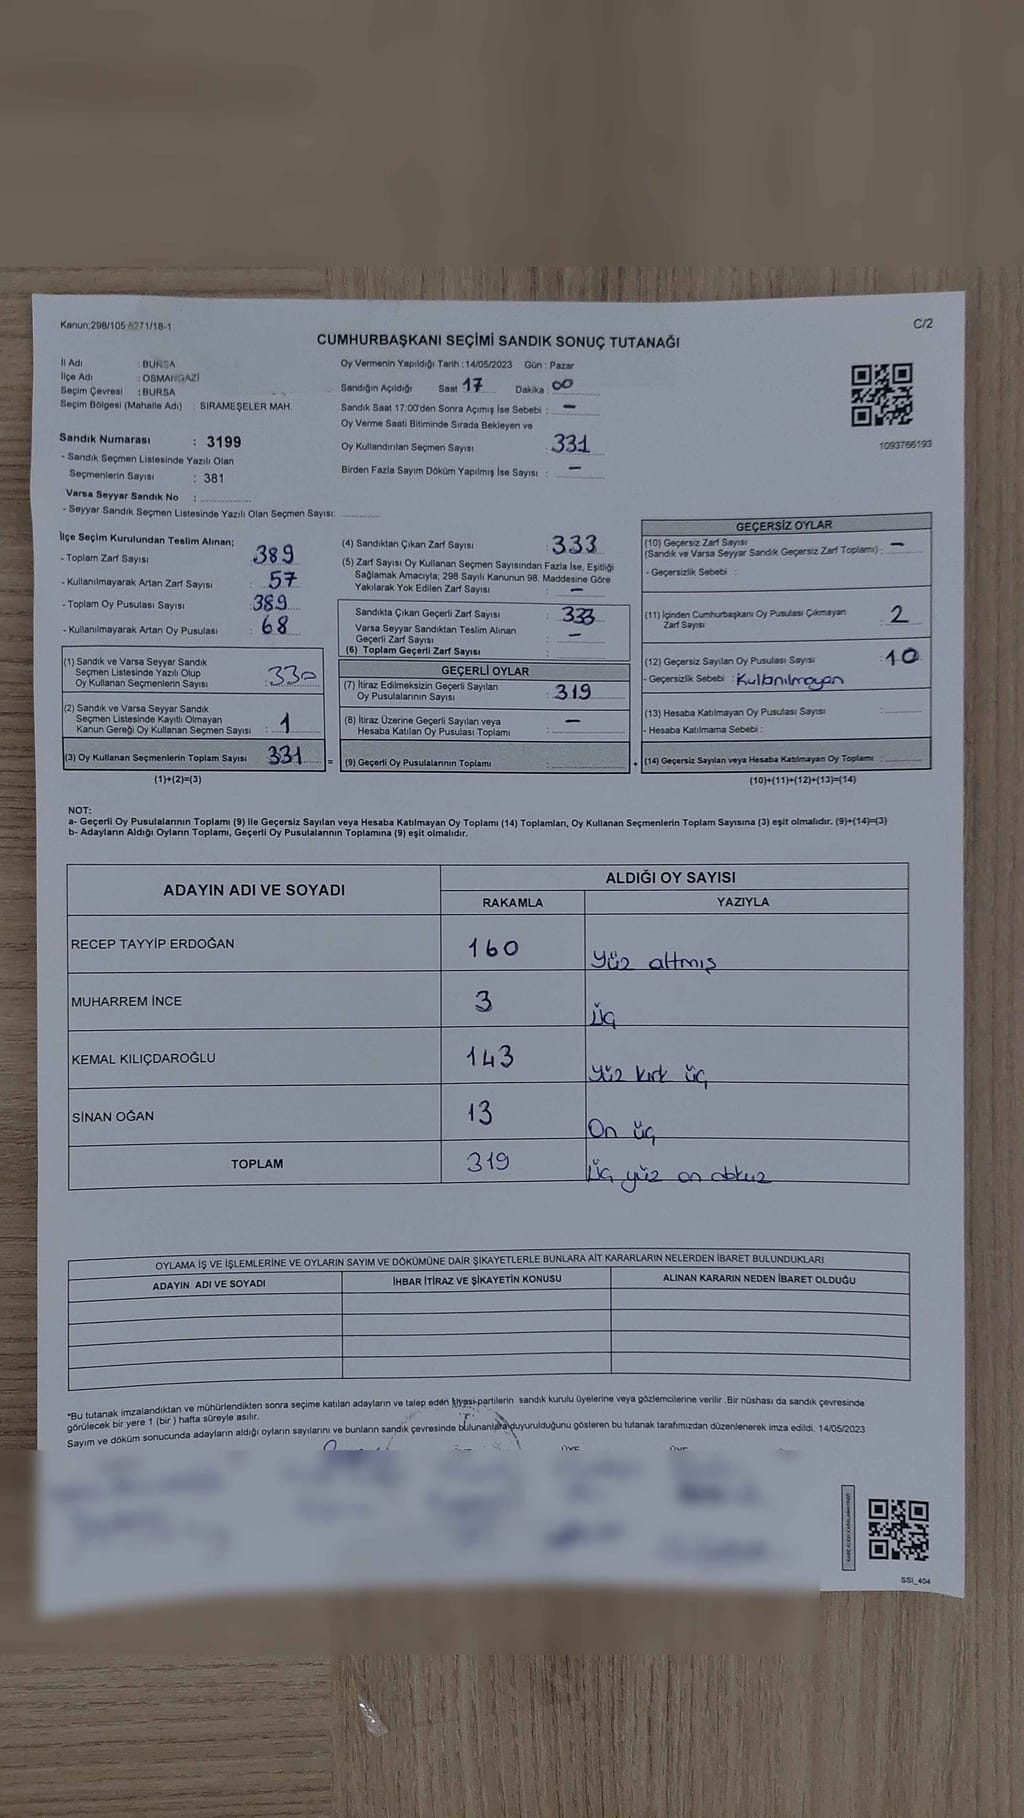 Kanun;298/105-6271/18-1
C/2
CUMHURBAŞKANI SEÇİMİ SANDIK SONUÇ TUTANAĞI
İl Adı : BURSA
İlçe Adı : OSMANGAZİ
Seçim Çevresi : BURSA
Seçim Bölgesi (Mahalle Adı) : SIRAMEŞELER MAH.
Oy Vermenin Yapıldığı Tarih :14/05/2023 Gün : Pazar
Sandığın Açıldığı Saat 17 Dakika : 00
Sandık Saat 17:00'den Sonra Açımış İse Sebebi : –
Oy Verme Saati Bitiminde Sırada Bekleyen ve
Oy Kullandırılan Seçmen Sayısı : 331
Birden Fazla Sayım Döküm Yapılmış İse Sayısı : –
1093766193
Sandık Numarası : 3199
- Sandık Seçmen Listesinde Yazılı Olan
Seçmenlerin Sayısı : 381
Varsa Seyyar Sandık No :
- Seyyar Sandık Seçmen Listesinde Yazılı Olan Seçmen Sayısı:
İlçe Seçim Kurulundan Teslim Alınan;
- Toplam Zarf Sayısı : 389
- Kullanılmayarak Artan Zarf Sayısı : 57
- Toplam Oy Pusulası Sayısı : 389
- Kullanılmayarak Artan Oy Pusulası : 68
(1) Sandık ve Varsa Seyyar Sandık
Seçmen Listesinde Yazılı Olup
Oy Kullanan Seçmenlerin Sayısı : 330
(2) Sandık ve Varsa Seyyar Sandık
Seçmen Listesinde Kayıtlı Olmayan
Kanun Gereği Oy Kullanan Seçmen Sayısı : 1
(3) Oy Kullanan Seçmenlerin Toplam Sayısı 331 =
(1)+(2)=(3)
(4) Sandıktan Çıkan Zarf Sayısı : 333
(5) Zarf Sayısı Oy Kullanan Seçmen Sayısından Fazla İse, Eşitliği
Sağlamak Amacıyla; 298 Sayılı Kanunun 98. Maddesine Göre
Yakılarak Yok Edilen Zarf Sayısı : –
Sandıkta Çıkan Geçerli Zarf Sayısı : 333
Varsa Seyyar Sandıktan Teslim Alınan
Geçerli Zarf Sayısı : –
(6) Toplam Geçerli Zarf Sayısı :
GEÇERLİ OYLAR
(7) İtiraz Edilmeksizin Geçerli Sayılan
Oy Pusulalarının Sayısı : 319
(8) İtiraz Üzerine Geçerli Sayılan veya
Hesaba Katılan Oy Pusulası Toplamı : –
(9) Geçerli Oy Pusulalarının Toplamı : +
GEÇERSİZ OYLAR
(10) Geçersiz Zarf Sayısı
(Sandık ve Varsa Seyyar Sandık Geçersiz Zarf Toplamı) : –
- Geçersizlik Sebebi :
(11) İçinden Cumhurbaşkanı Oy Pusulası Çıkmayan
Zarf Sayısı : 2
(12) Geçersiz Sayılan Oy Pusulası Sayısı : 10
- Geçersizlik Sebebi : Kullanılmayan
(13) Hesaba Katılmayan Oy Pusulası Sayısı :
- Hesaba Katılmama Sebebi :
(14) Geçersiz Sayılan veya Hesaba Katılmayan Oy Toplamı :
(10)+(11)+(12)+(13)=(14)
NOT:
a- Geçerli Oy Pusulalarının Toplamı (9) ile Geçersiz Sayılan veya Hesaba Katılmayan Oy Toplamı (14) Toplamları, Oy Kullanan Seçmenlerin Toplam Sayısına (3) eşit olmalıdır. (9)+(14)=(3)
b- Adayların Aldığı Oyların Toplamı, Geçerli Oy Pusulalarının Toplamına (9) eşit olmalıdır.
ADAYIN ADI VE SOYADI
ALDIĞI OY SAYISI
RAKAMLA YAZIYLA
RECEP TAYYİP ERDOĞAN 160 Yüz altmış
MUHARREM İNCE 3 Üç
KEMAL KILIÇDAROĞLU 143 Yüz kırk üç
SİNAN OĞAN 13 On üç
TOPLAM 319 Üç yüz on dokuz
OYLAMA İŞ VE İŞLEMLERİNE VE OYLARIN SAYIM VE DÖKÜMÜNE DAİR ŞİKAYETLERLE BUNLARA AİT KARARLARIN NELERDEN İBARET BULUNDUKLARI
ADAYIN ADI VE SOYADI İHBAR İTİRAZ VE ŞİKAYETİN KONUSU ALINAN KARARIN NEDEN İBARET OLDUĞU
*Bu tutanak imzalandıktan ve mühürlendikten sonra seçime katılan adayların ve talep eden siyasi partilerin sandık kurulu üyelerine veya gözlemcilerine verilir. Bir nüshası da sandık çevresinde
görülecek bir yere 1 (bir ) hafta süreyle asılır.
Sayım ve döküm sonucunda adayların aldığı oyların sayılarını ve bunların sandık çevresinde bulunanlara duyurulduğunu gösteren bu tutanak tarafımızdan düzenlenerek imza edildi. 14/05/2023
ÜYE ÜYE
SSI_404